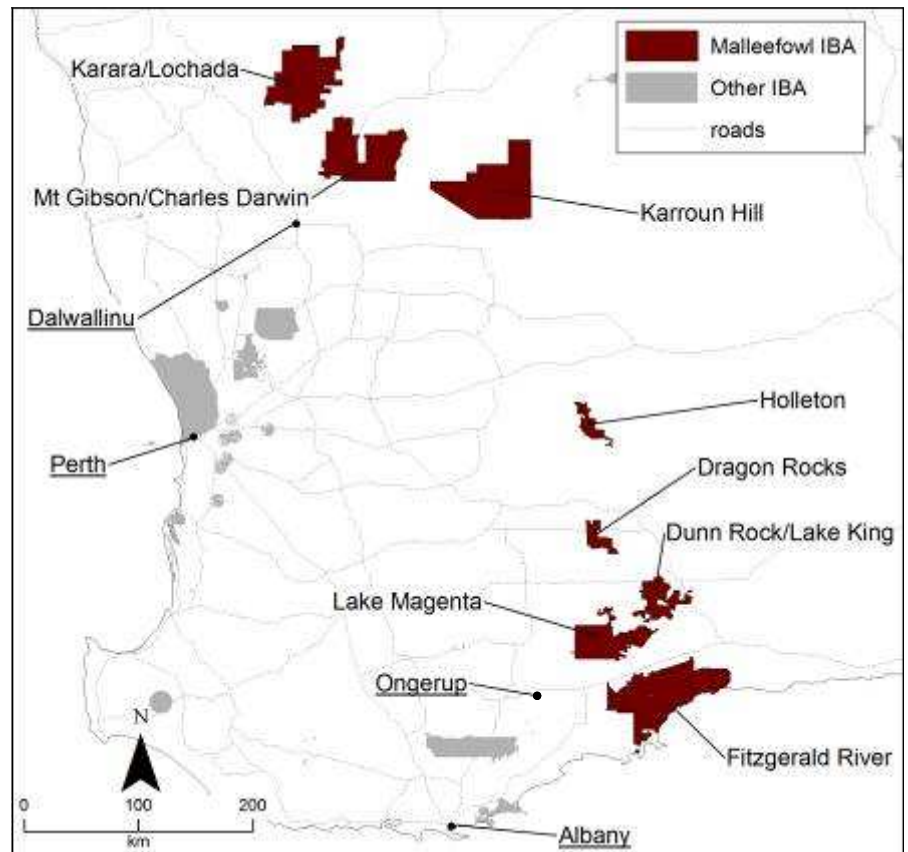 Malleefowl IBA
Other IBA
roads
Karara/Lochada
Mt Gibson/Charles Darwin
Karroun Hill
Dalwallinu
Holleton
Perth
Dragon Rocks
Dunn Rock/Lake King
Lake Magenta
Ongerup
N
Fitzgerald River
0 100 200
km
Albany